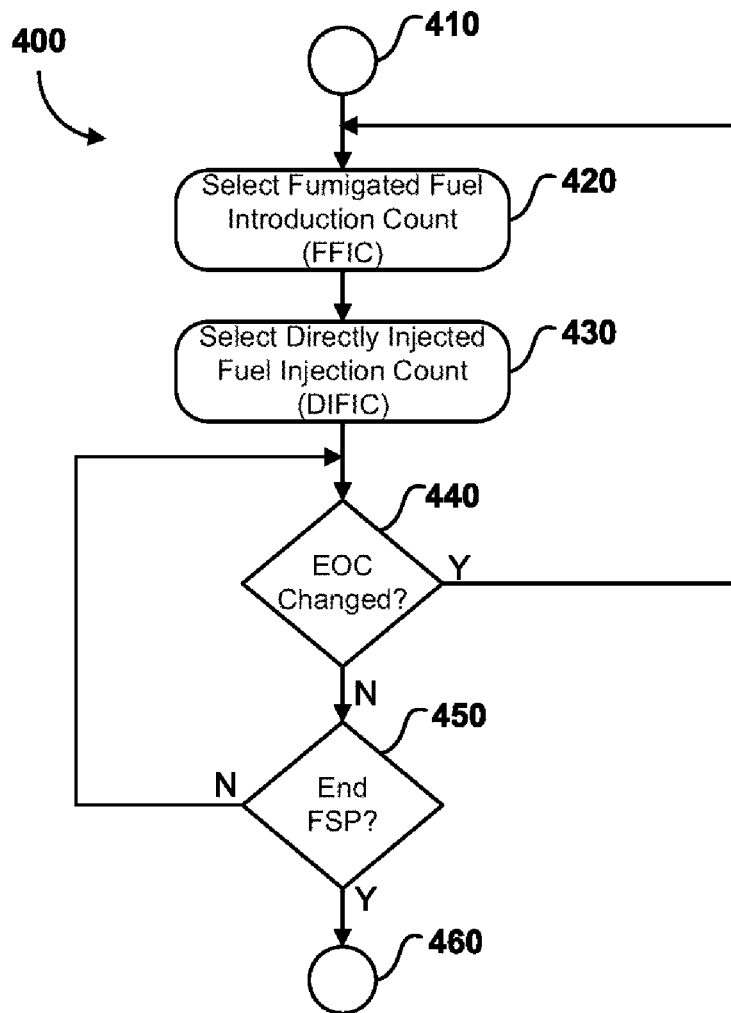 410
400
Select Fumigated Fuel
Introduction Count
(FFIC)
420
Select Directly Injected
Fuel Injection Count
(DIFIC)
430
440
EOC
Changed?
Y
N
450
End
FSP?
N
Y
460